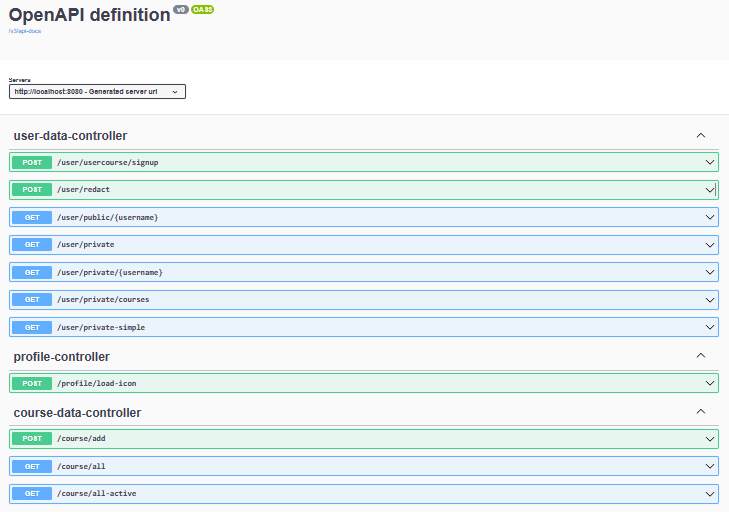 OpenAPI definition v0 OAS3
/v3/api-docs
Servers
http://localhost:8080 - Generated server url
user-data-controller
POST /user/usercourse/signup
POST /user/redact
GET /user/public/{username}
GET /user/private
GET /user/private/{username}
GET /user/private/courses
GET /user/private-simple
profile-controller
POST /profile/load-icon
course-data-controller
POST /course/add
GET /course/all
GET /course/all-active